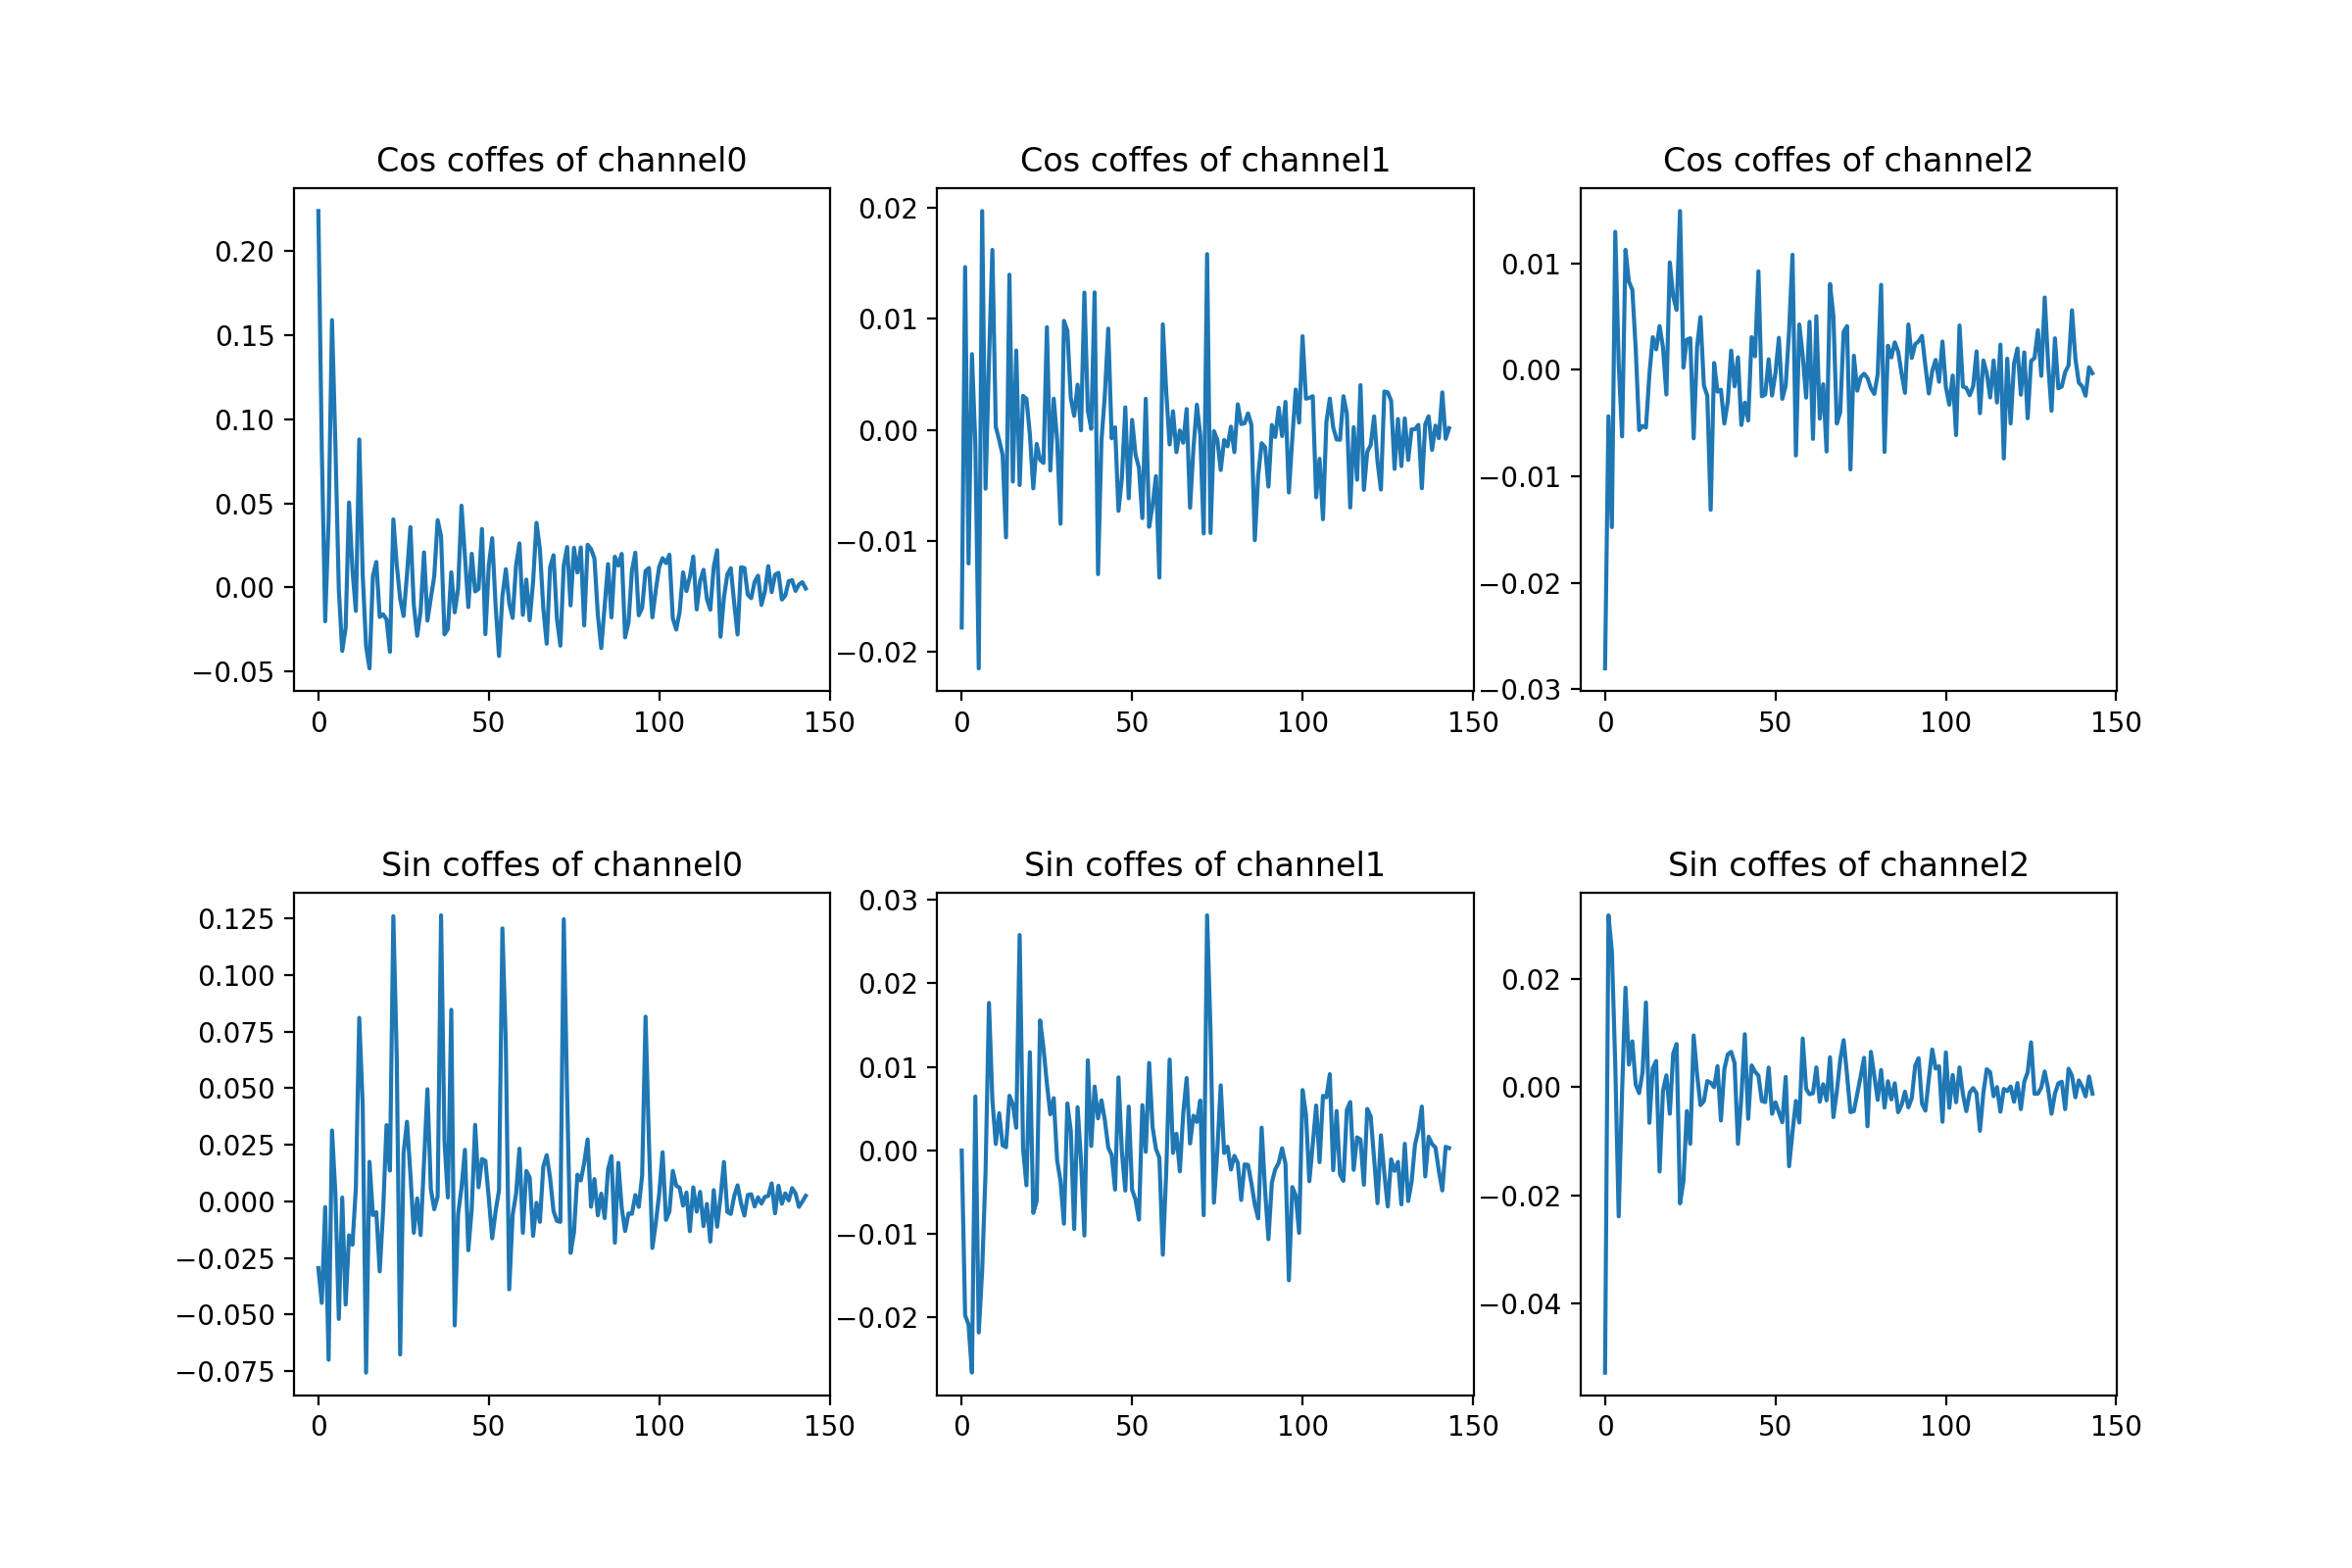 Cos coffes of channel0
0.20
0.15
0.10
0.05
0.00
−0.05
0 50 100 150
Cos coffes of channel1
0.02
0.01
0.00
−0.01
−0.02
0 50 100 150
Cos coffes of channel2
0.01
0.00
−0.01
−0.02
−0.03
0 50 100 150
Sin coffes of channel0
0.125
0.100
0.075
0.050
0.025
0.000
−0.025
−0.050
−0.075
0 50 100 150
Sin coffes of channel1
0.03
0.02
0.01
0.00
−0.01
−0.02
0 50 100 150
Sin coffes of channel2
0.02
0.00
−0.02
−0.04
0 50 100 150